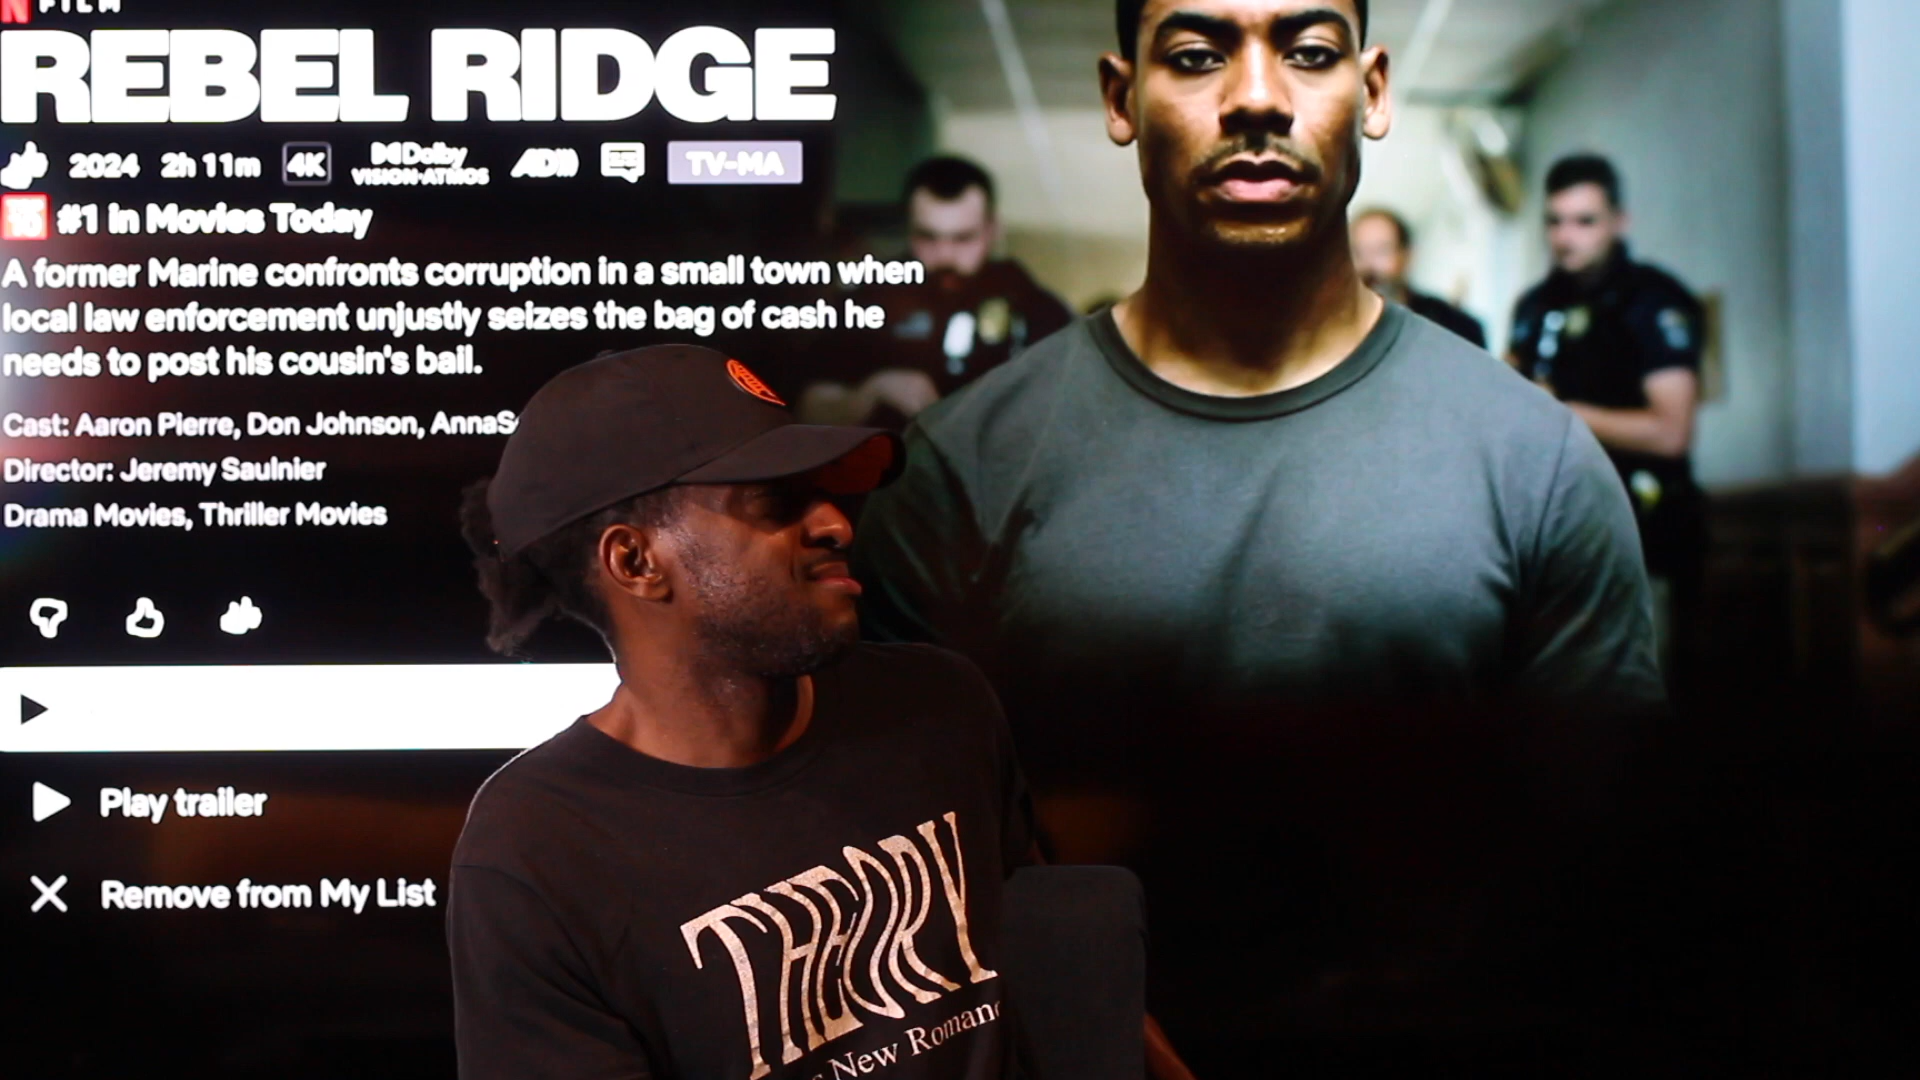 N FILM
REBEL RIDGE
2024 2h 11m 4K Dolby VISION·ATMOS AD TV-MA
#1 in Movies Today
A former Marine confronts corruption in a small town when
local law enforcement unjustly seizes the bag of cash he
needs to post his cousin's bail.
Cast: Aaron Pierre, Don Johnson, AnnaS
Director: Jeremy Saulnier
Drama Movies, Thriller Movies
Play trailer
Remove from My List
THEORY
New Roman